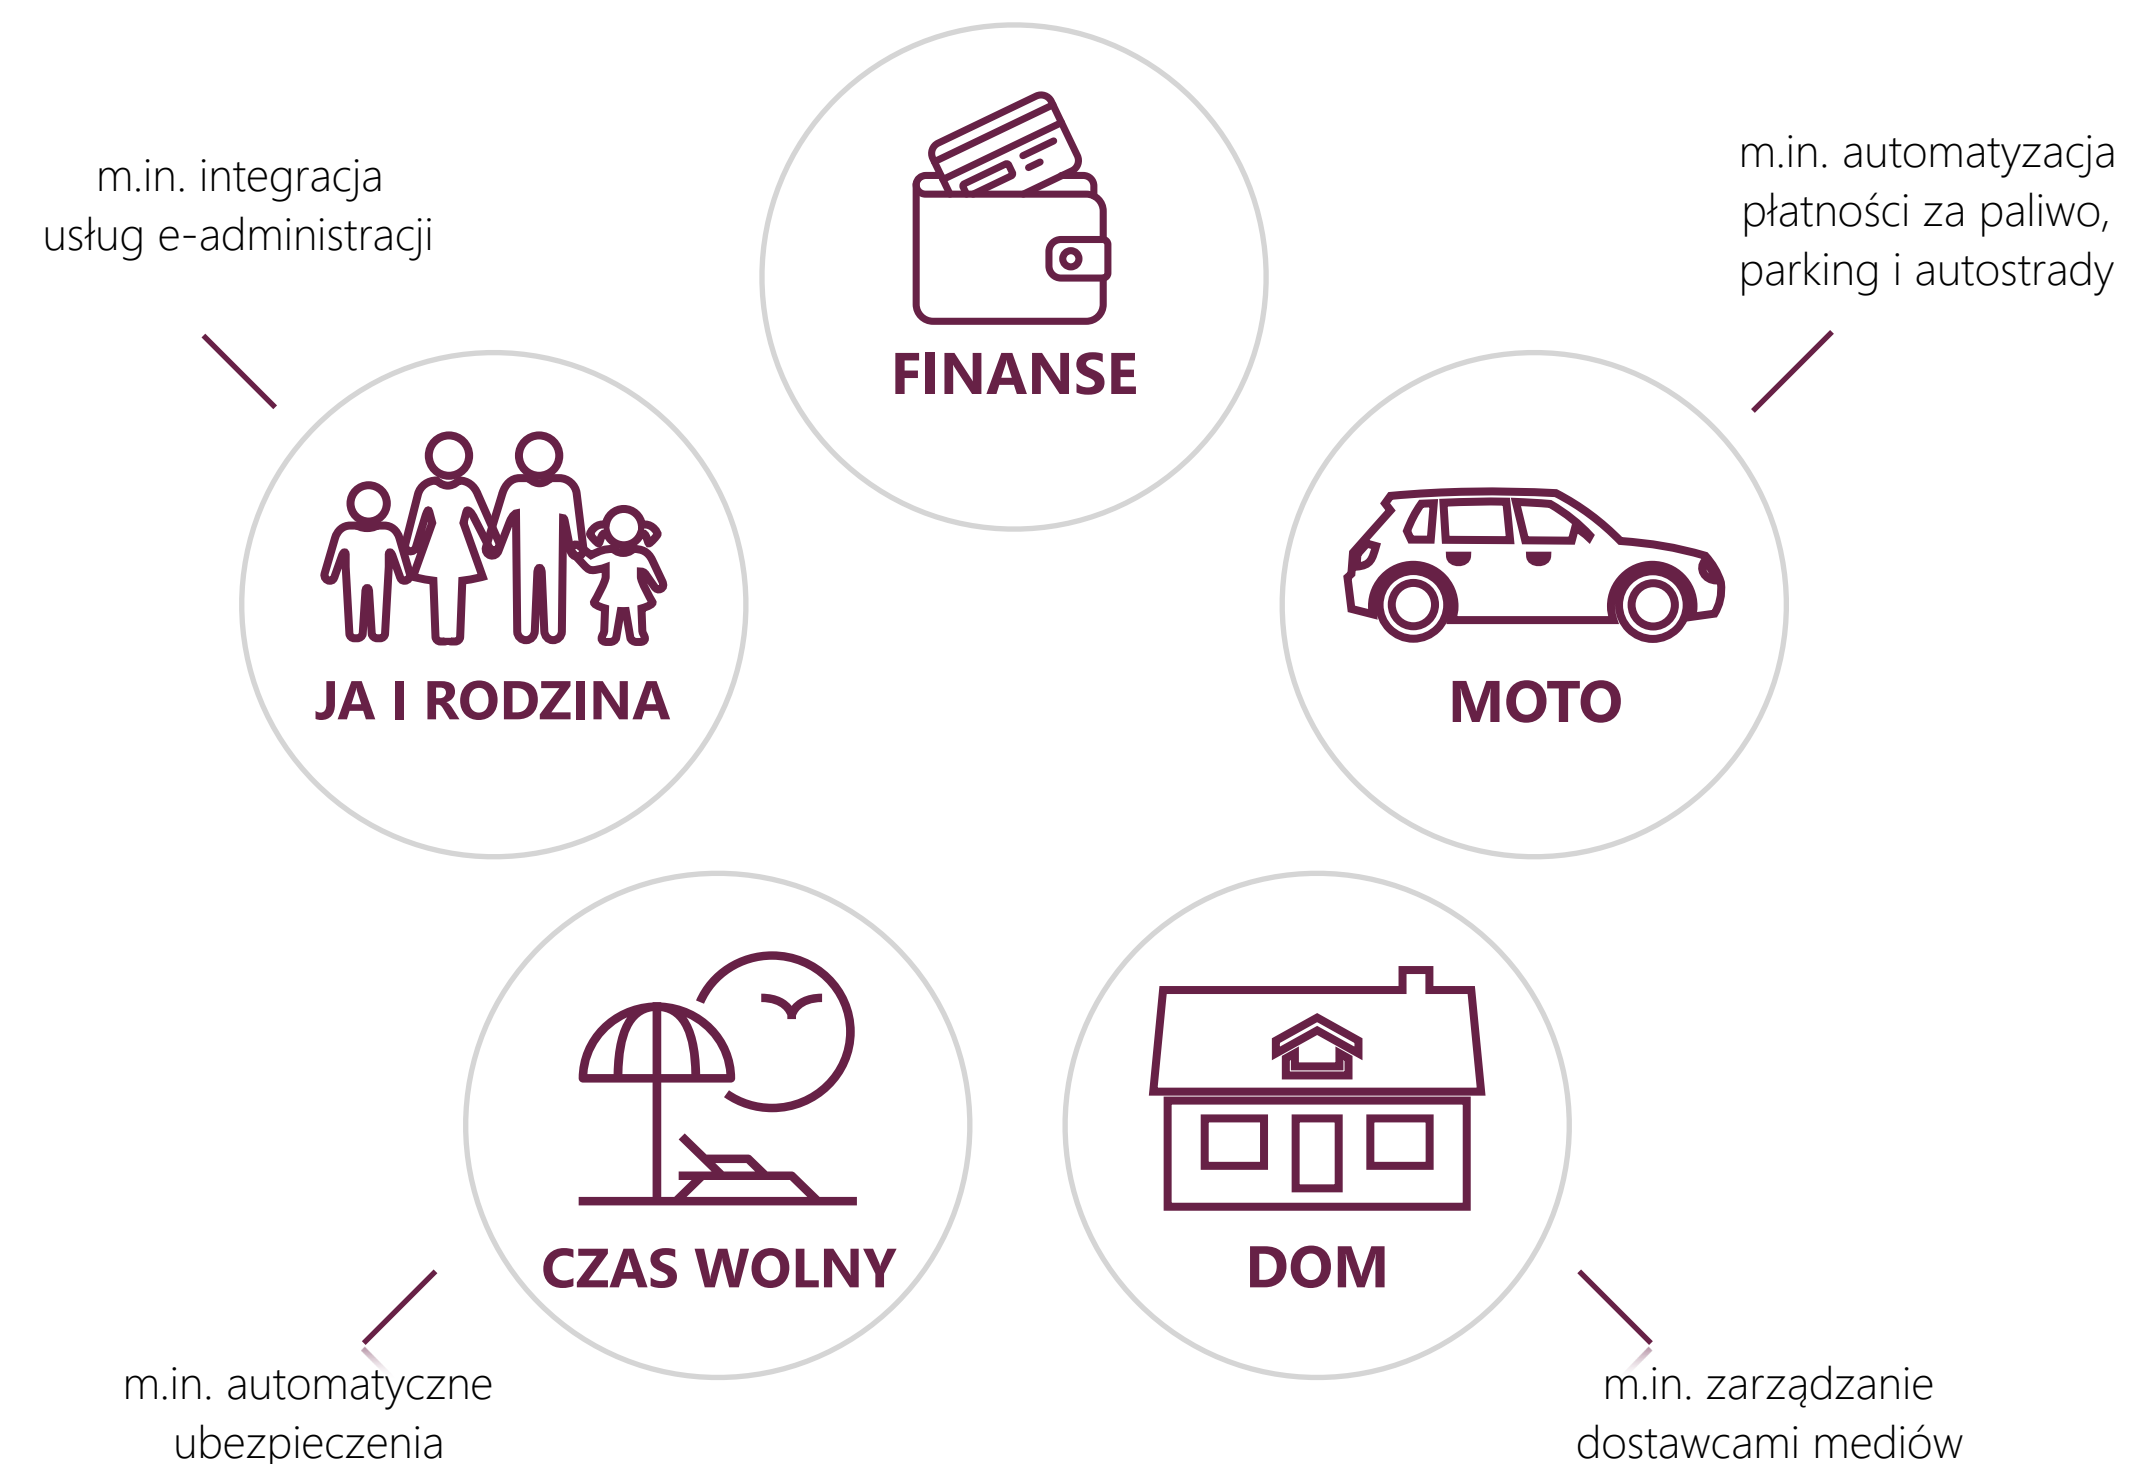 FINANSE
m.in. integracja
usług e-administracji
JA I RODZINA
m.in. automatyzacja
płatności za paliwo,
parking i autostrady
MOTO
CZAS WOLNY
m.in. automatyczne
ubezpieczenia
DOM
m.in. zarządzanie
dostawcami mediów